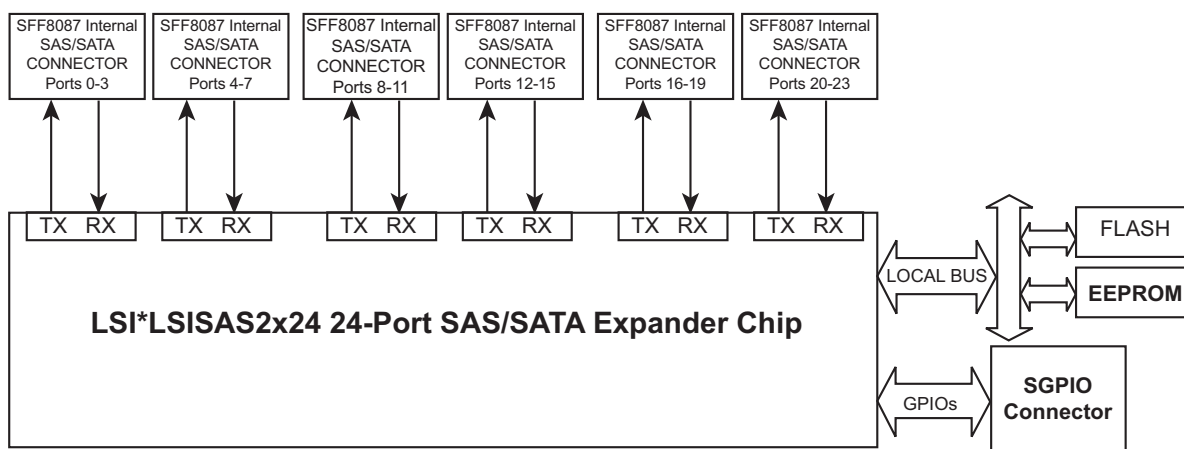 SFF8087 Internal
SAS/SATA
CONNECTOR
Ports 0-3
SFF8087 Internal
SAS/SATA
CONNECTOR
Ports 4-7
SFF8087 Internal
SAS/SATA
CONNECTOR
Ports 8-11
SFF8087 Internal
SAS/SATA
CONNECTOR
Ports 12-15
SFF8087 Internal
SAS/SATA
CONNECTOR
Ports 16-19
SFF8087 Internal
SAS/SATA
CONNECTOR
Ports 20-23
TX RX
TX RX
TX RX
TX RX
TX RX
TX RX
FLASH
LOCAL BUS
EEPROM
LSI*LSISAS2x24 24-Port SAS/SATA Expander Chip
GPIOs
SGPIO
Connector